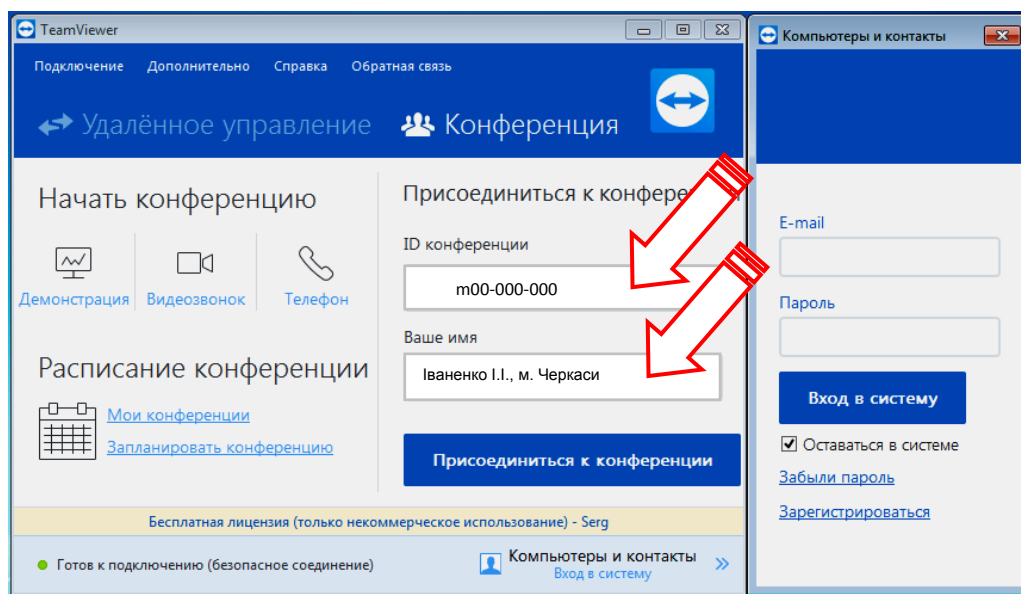 TeamViewer
Подключение Дополнительно Справка Обратная связь
Удалённое управление Конференция
Начать конференцию
Демонстрация Видеозвонок Телефон
Расписание конференции
Мои конференции
Запланировать конференцию
Присоединиться к конфере
ID конференции
m00-000-000
Ваше имя
Іваненко І.І., м. Черкаси
Присоединиться к конференции
Бесплатная лицензия (только некоммерческое использование) - Serg
Готов к подключению (безопасное соединение)
Компьютеры и контакты
Вход в систему
Компьютеры и контакты
E-mail
Пароль
Вход в систему
Оставаться в системе
Забыли пароль
Зарегистрироваться